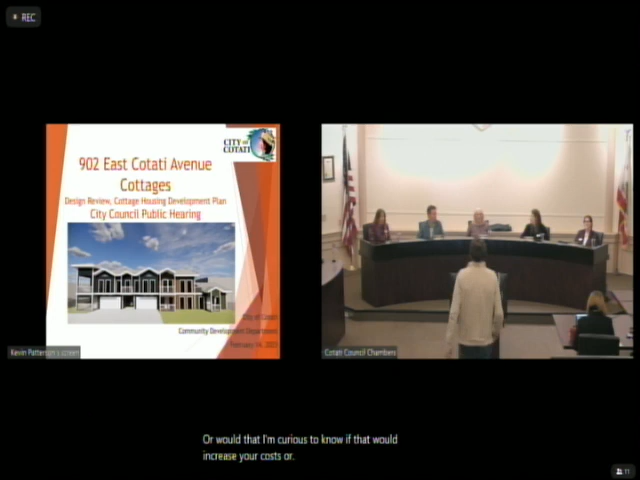 REC
CITY OF
COTATI
902 East Cotati Avenue
Cottages
Design Review, Cottage Housing Development Plan
City Council Public Hearing
City of Cotati
Community Development Department
Kevin Patterson's screen
Cotati Council Chambers
Or would that I'm curious to know if that would
increase your costs or.
11